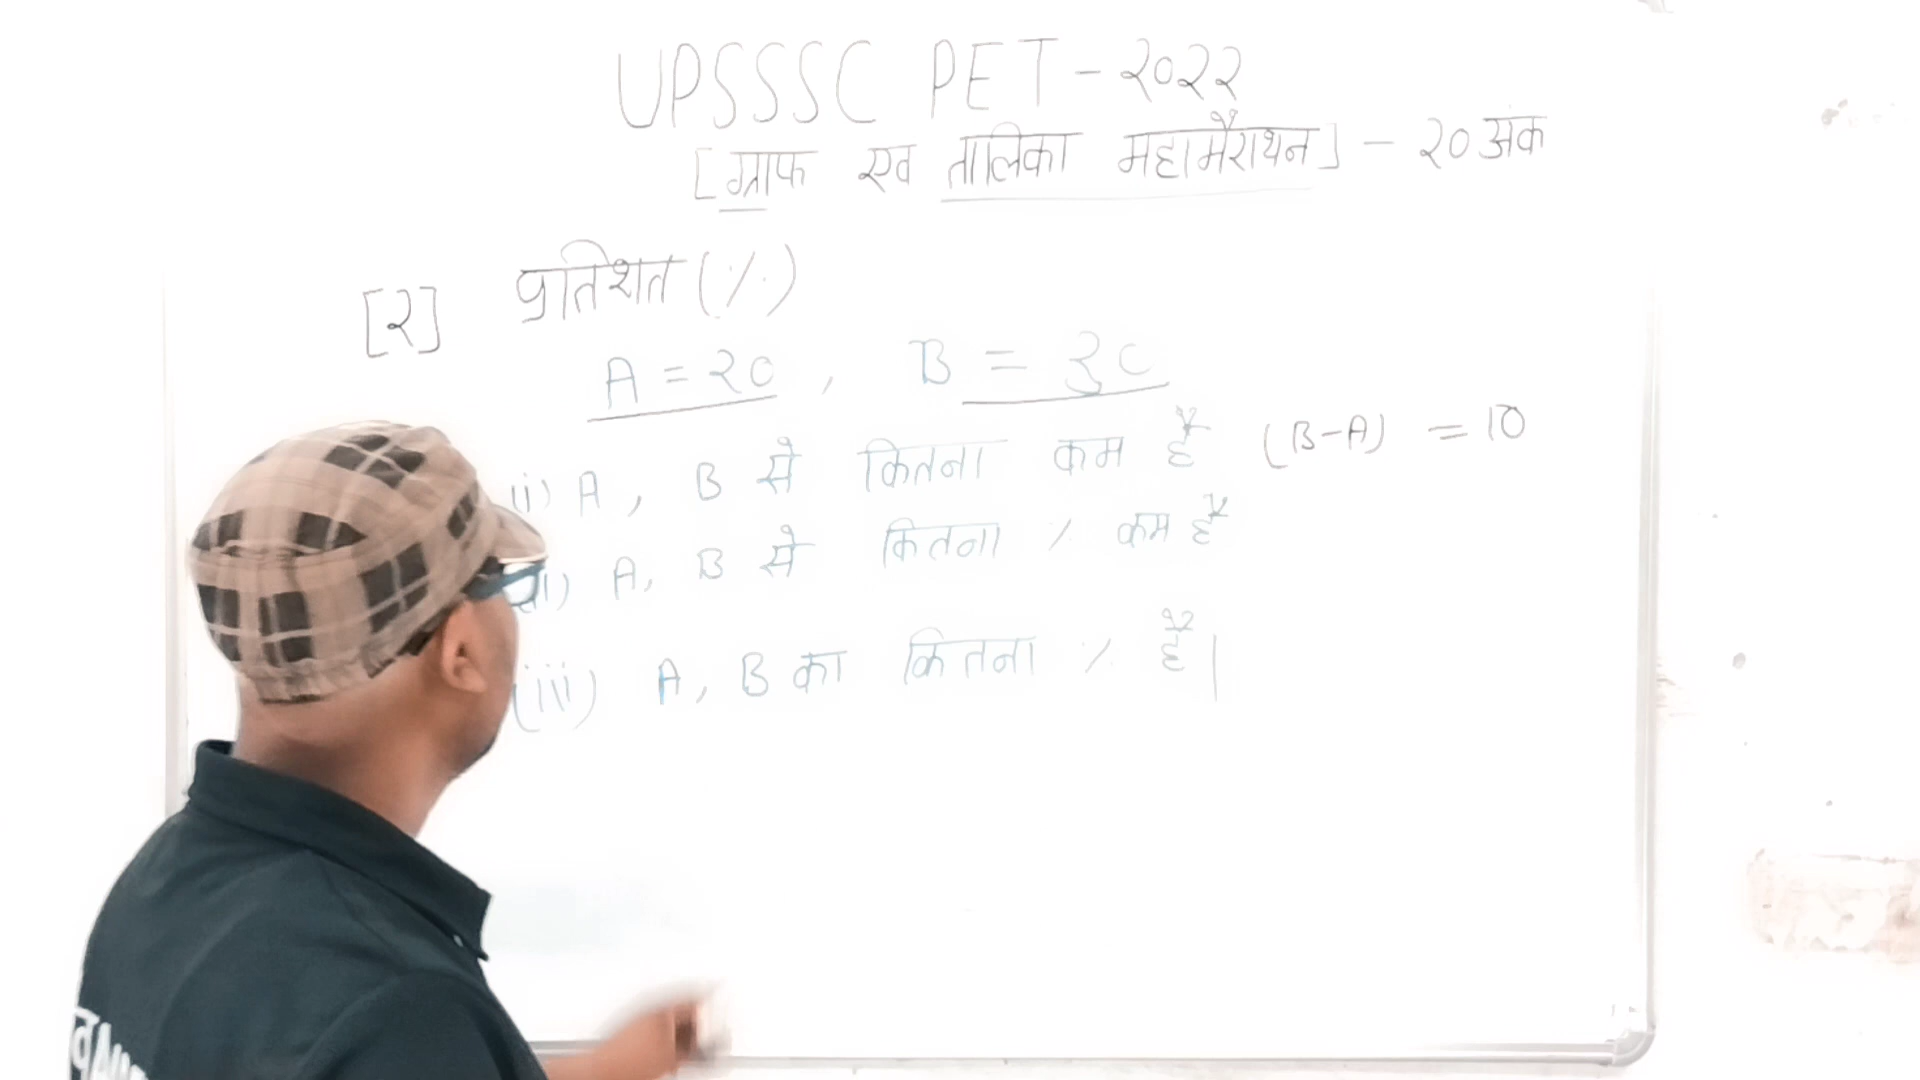 UPSSSC PET - २०२२
[ग्राफ एव तालिका महामैराथन] - २० अंक
[२] प्रतिशत (%)
A = २० , B = ३०
(i) A , B से कितना कम है (B-A) = 10
A, B से कितना % कम है
(iii) A, B का कितना % है।